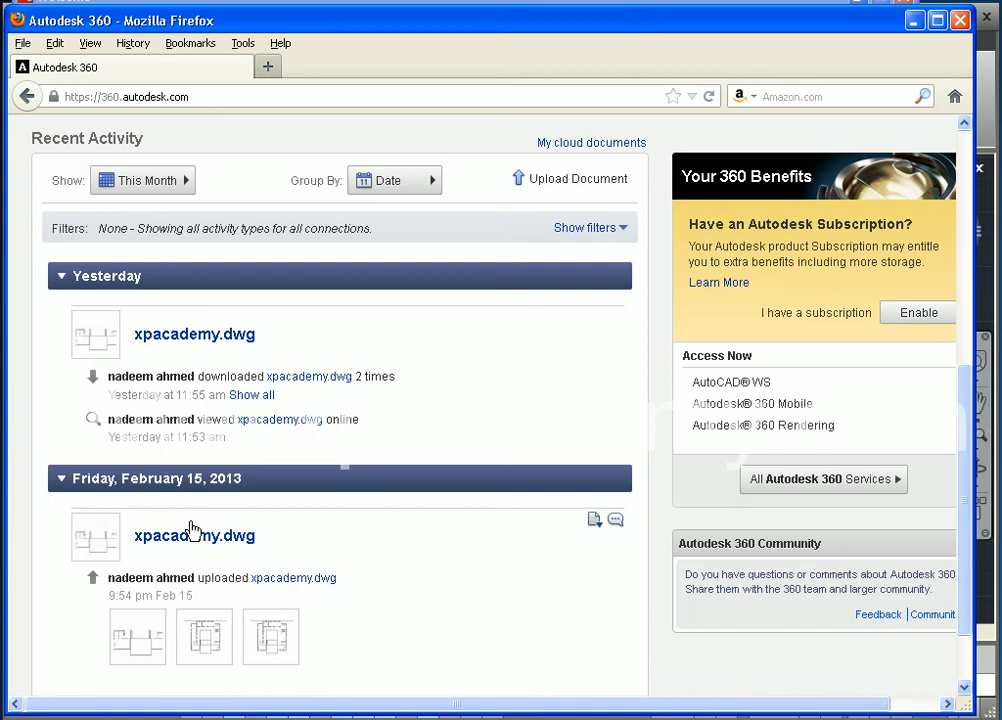 Autodesk 360 - Mozilla Firefox
File Edit View History Bookmarks Tools Help
Autodesk 360
https://360.autodesk.com
Amazon.com
Recent Activity
My cloud documents
Show: This Month Group By: 11 Date Upload Document
Filters: None - Showing all activity types for all connections. Show filters
Yesterday
xpacademy.dwg
nadeem ahmed downloaded xpacademy.dwg 2 times
Yesterday at 11:55 am Show all
nadeem ahmed viewed xpacademy.dwg online
Yesterday at 11:53 am
Friday, February 15, 2013
xpacademy.dwg
nadeem ahmed uploaded xpacademy.dwg
9:54 pm Feb 15
Your 360 Benefits
Have an Autodesk Subscription?
Your Autodesk product Subscription may entitle
you to extra benefits including more storage.
Learn More
I have a subscription Enable
Access Now
AutoCAD® WS
Autodesk® 360 Mobile
Autodesk® 360 Rendering
All Autodesk 360 Services
Autodesk 360 Community
Do you have questions or comments about Autodesk 360
Share them with the 360 team and larger community.
Feedback | Communit